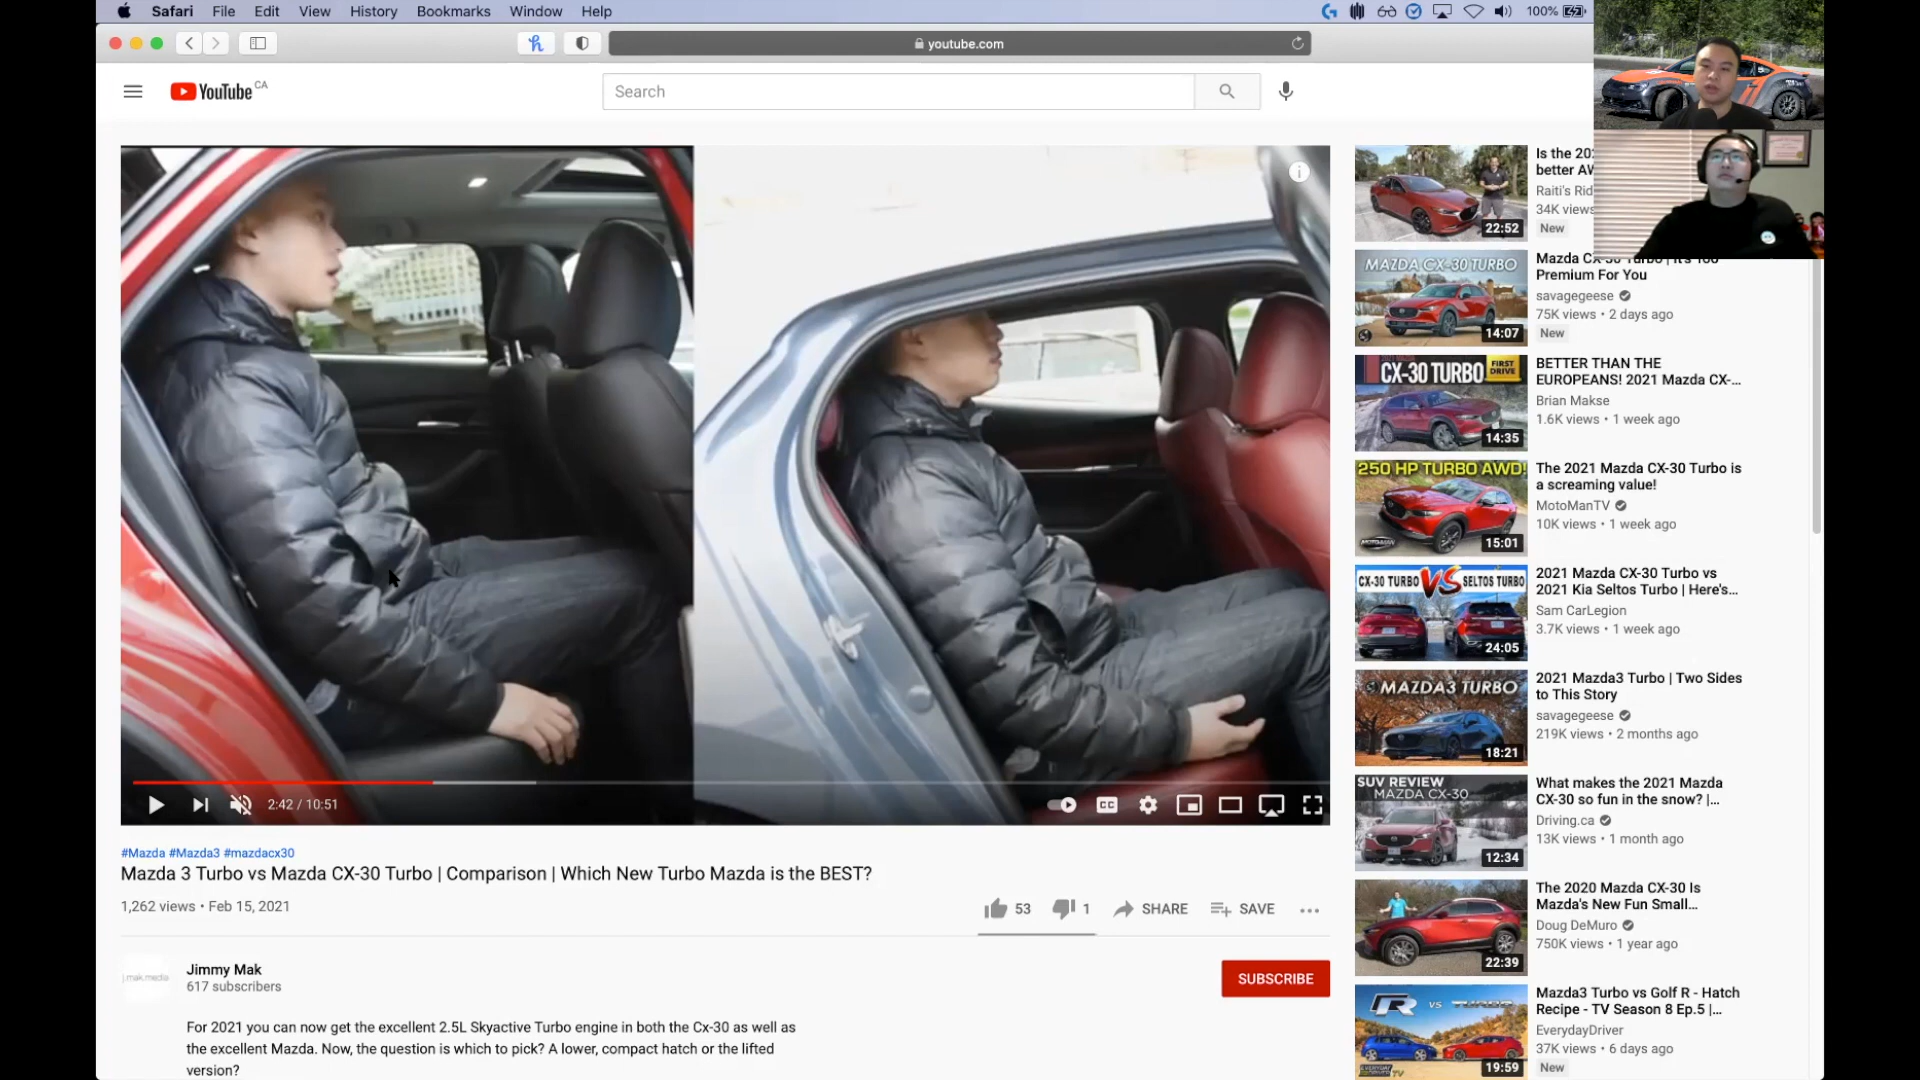 Safari File Edit View History Bookmarks Window Help
100%
youtube.com
YouTube CA
Search
2:42 / 10:51
CC
#Mazda #Mazda3 #mazdacx30
Mazda 3 Turbo vs Mazda CX-30 Turbo | Comparison | Which New Turbo Mazda is the BEST?
1,262 views • Feb 15, 2021
53
1
SHARE
SAVE
j.mak.media
Jimmy Mak
617 subscribers
SUBSCRIBE
For 2021 you can now get the excellent 2.5L Skyactive Turbo engine in both the Cx-30 as well as
the excellent Mazda. Now, the question is which to pick? A lower, compact hatch or the lifted
version?
22:52
Is the
better
34K views
New
MAZDA CX-30 TURBO
14:07
Premium For You
savagegeese
75K views • 2 days ago
New
CX-30 TURBO
FIRST
DRIVE
14:35
BETTER THAN THE
EUROPEANS! 2021 Mazda CX-...
Brian Makse
1.6K views • 1 week ago
250 HP TURBO AWD!
15:01
The 2021 Mazda CX-30 Turbo is
a screaming value!
MotoManTV
10K views • 1 week ago
CX-30 TURBO VS SELTOS TURBO
24:05
2021 Mazda CX-30 Turbo vs
2021 Kia Seltos Turbo | Here's...
Sam CarLegion
3.7K views • 1 week ago
MAZDA3 TURBO
18:21
2021 Mazda3 Turbo | Two Sides
to This Story
savagegeese
219K views • 2 months ago
SUV REVIEW
MAZDA CX-30
12:34
What makes the 2021 Mazda
CX-30 so fun in the snow? |...
Driving.ca
13K views • 1 month ago
22:39
The 2020 Mazda CX-30 Is
Mazda's New Fun Small...
Doug DeMuro
750K views • 1 year ago
R VS TURBO
19:59
Mazda3 Turbo vs Golf R - Hatch
Recipe - TV Season 8 Ep.5 |...
EverydayDriver
37K views • 6 days ago
New